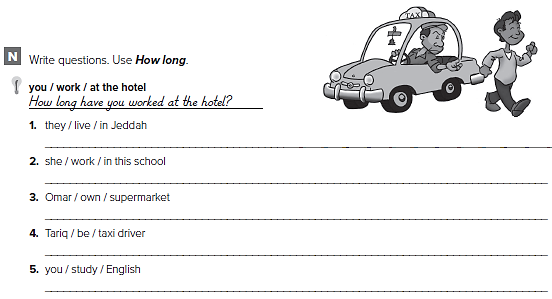 TAXI
N Write questions. Use How long.
you / work / at the hotel
How long have you worked at the hotel?
1. they / live / in Jeddah
2. she / work / in this school
3. Omar / own / supermarket
4. Tariq / be / taxi driver
5. you / study / English